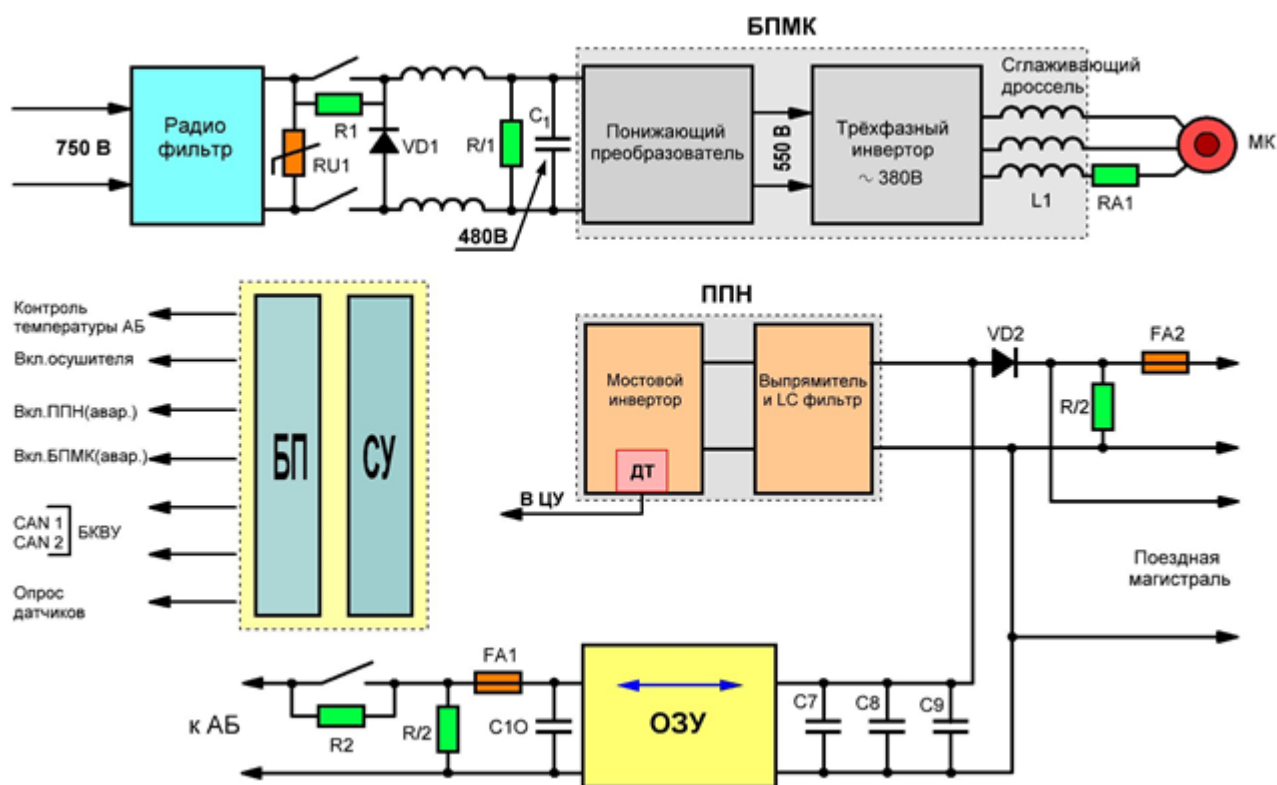 БПМК
Сглаживающий
дроссель
750 В
Радио
фильтр
R1
RU1
VD1
R/1
C1
480В
Понижающий
преобразователь
550 В
Трёхфазный
инвертор
~ 380В
L1
RA1
МК
Контроль
температуры АБ
Вкл.осушителя
Вкл.ППН(авар.)
Вкл.БПМК(авар.)
CAN 1
CAN 2
БКВУ
Опрос
датчиков
БП
СУ
ППН
Мостовой
инвертор
ДТ
В ЦУ
Выпрямитель
и LC фильтр
VD2
FA2
R/2
Поездная
магистраль
к АБ
R2
R/2
FA1
C1O
ОЗУ
C7
C8
C9